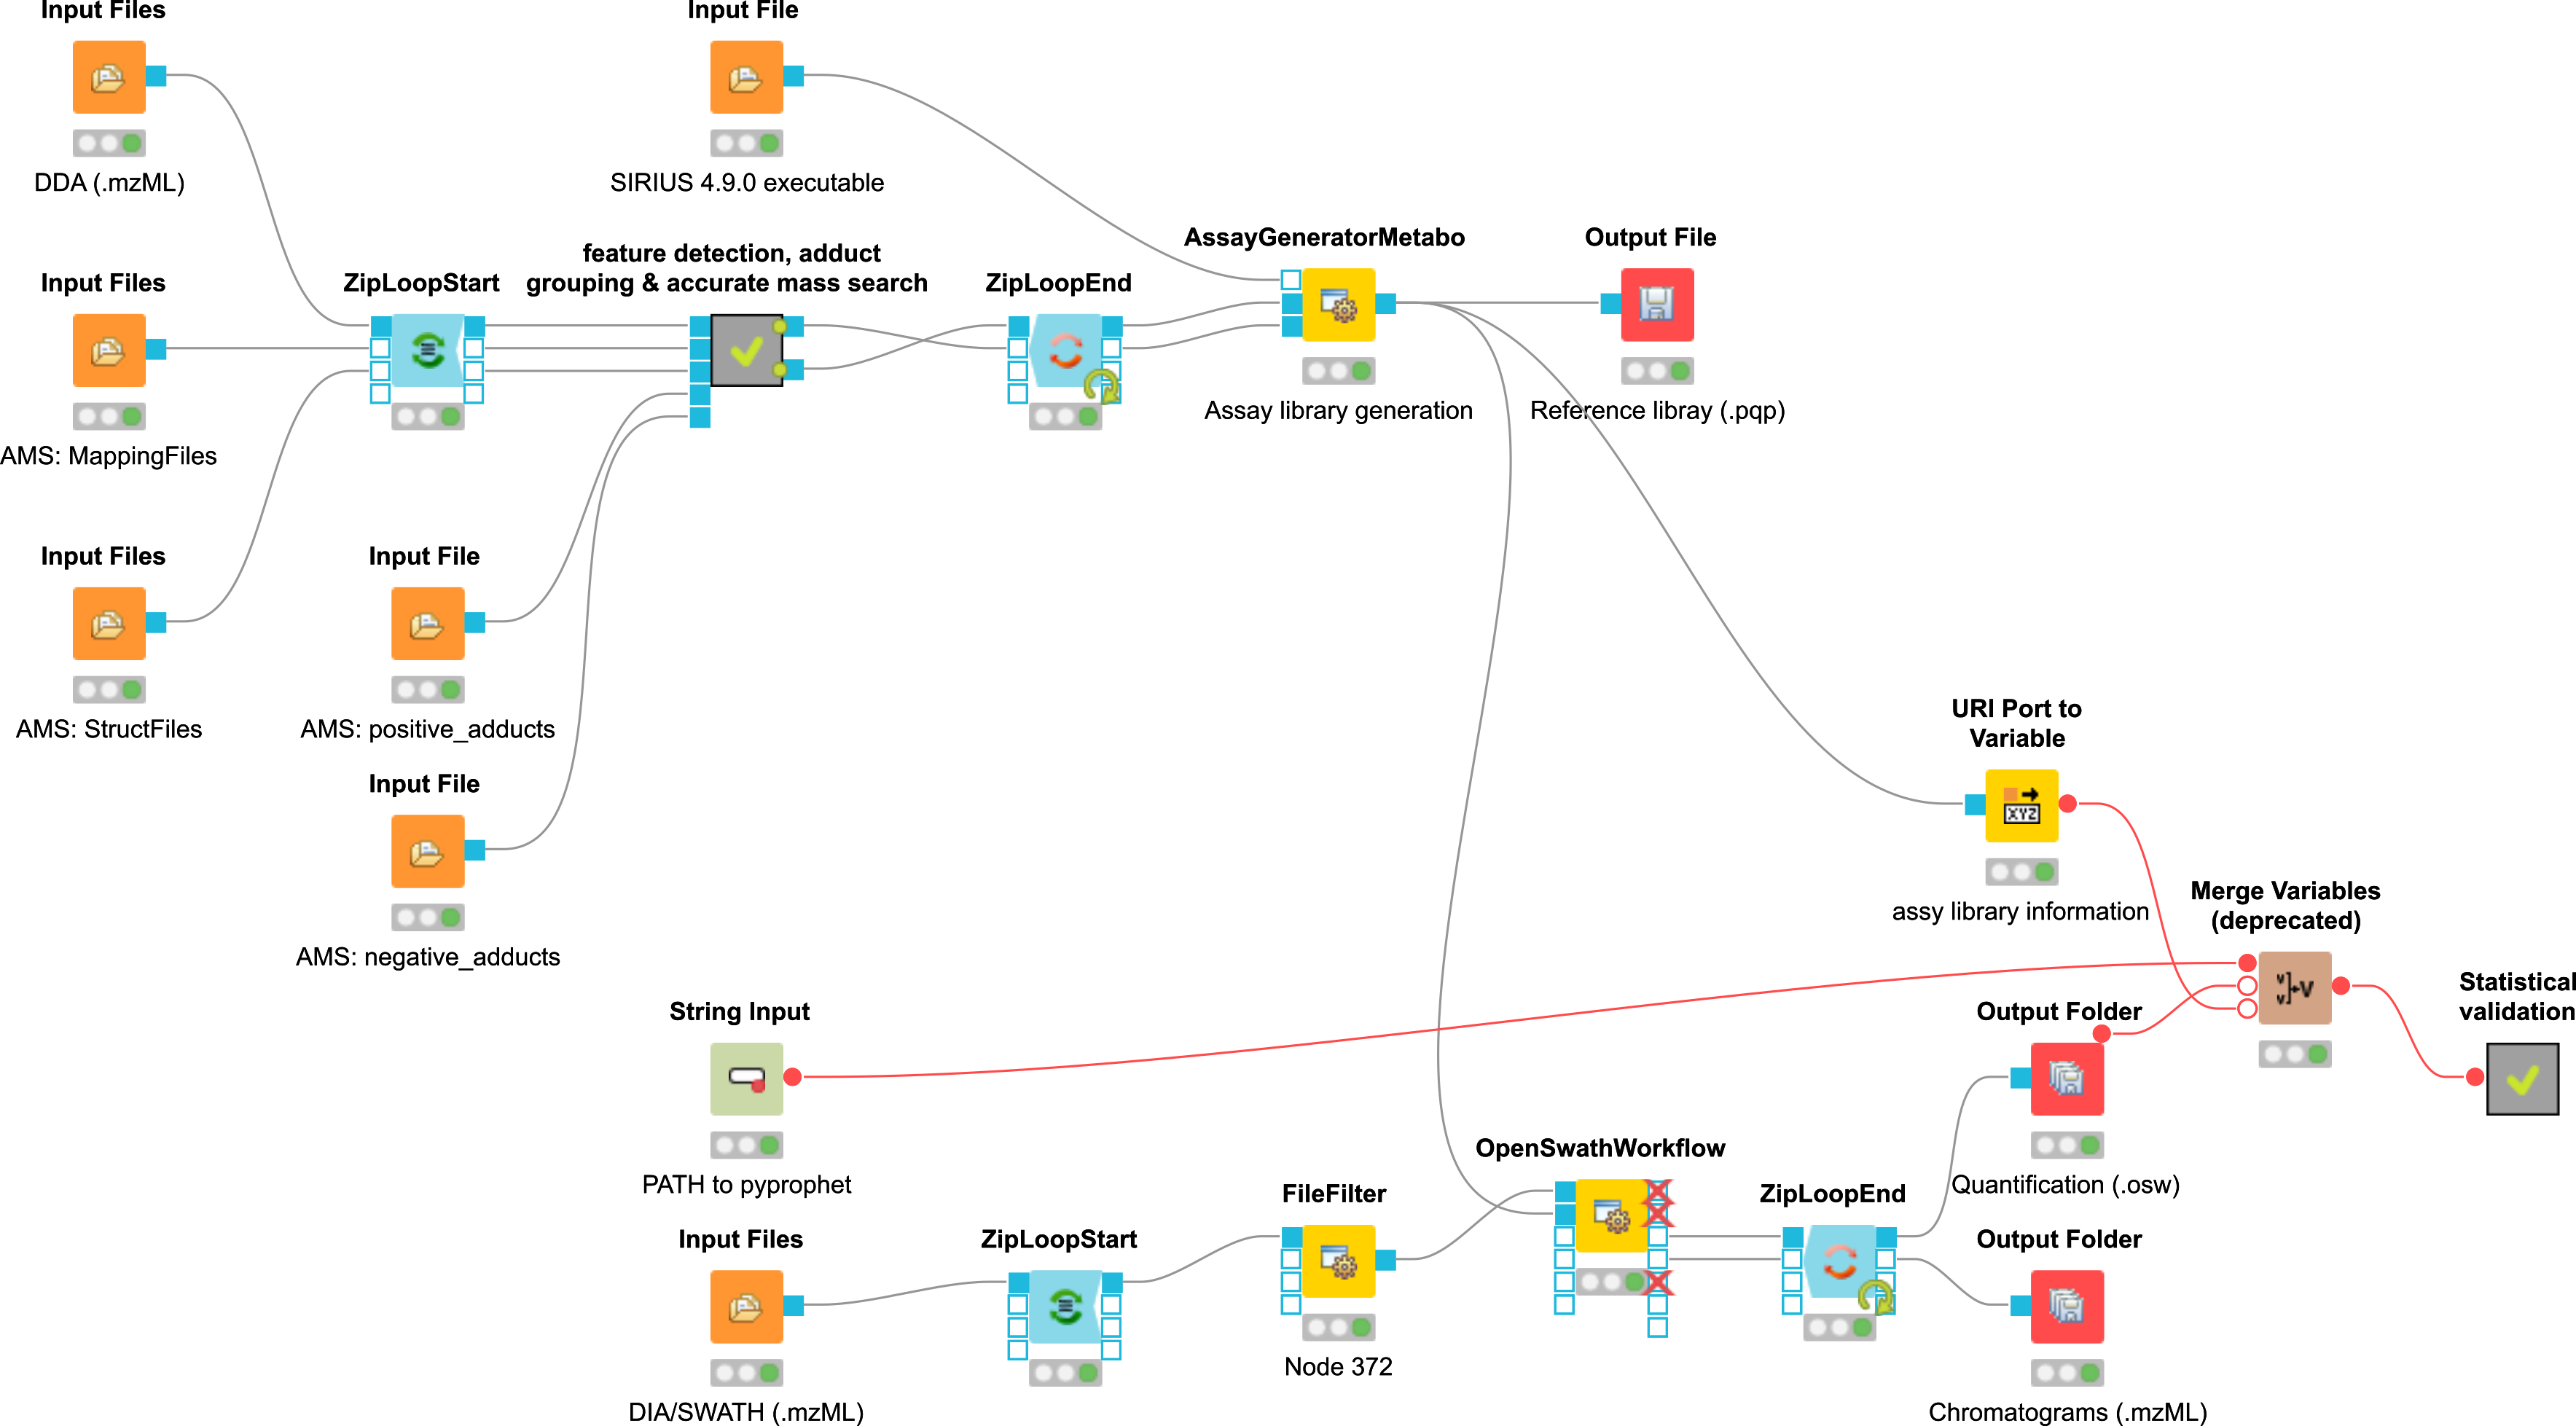 Input Files
DDA (.mzML)
Input File
SIRIUS 4.9.0 executable
Input Files
AMS: MappingFiles
ZipLoopStart
feature detection, adduct
grouping & accurate mass search
ZipLoopEnd
AssayGeneratorMetabo
Assay library generation
Output File
Reference libray (.pqp)
Input Files
AMS: StructFiles
Input File
AMS: positive_adducts
Input File
AMS: negative_adducts
URI Port to
Variable
XYZ
assy library information
Merge Variables
(deprecated)
V
V
V
Statistical
validation
String Input
PATH to pyprophet
Output Folder
Quantification (.osw)
OpenSwathWorkflow
ZipLoopEnd
FileFilter
Node 372
Input Files
DIA/SWATH (.mzML)
ZipLoopStart
Output Folder
Chromatograms (.mzML)